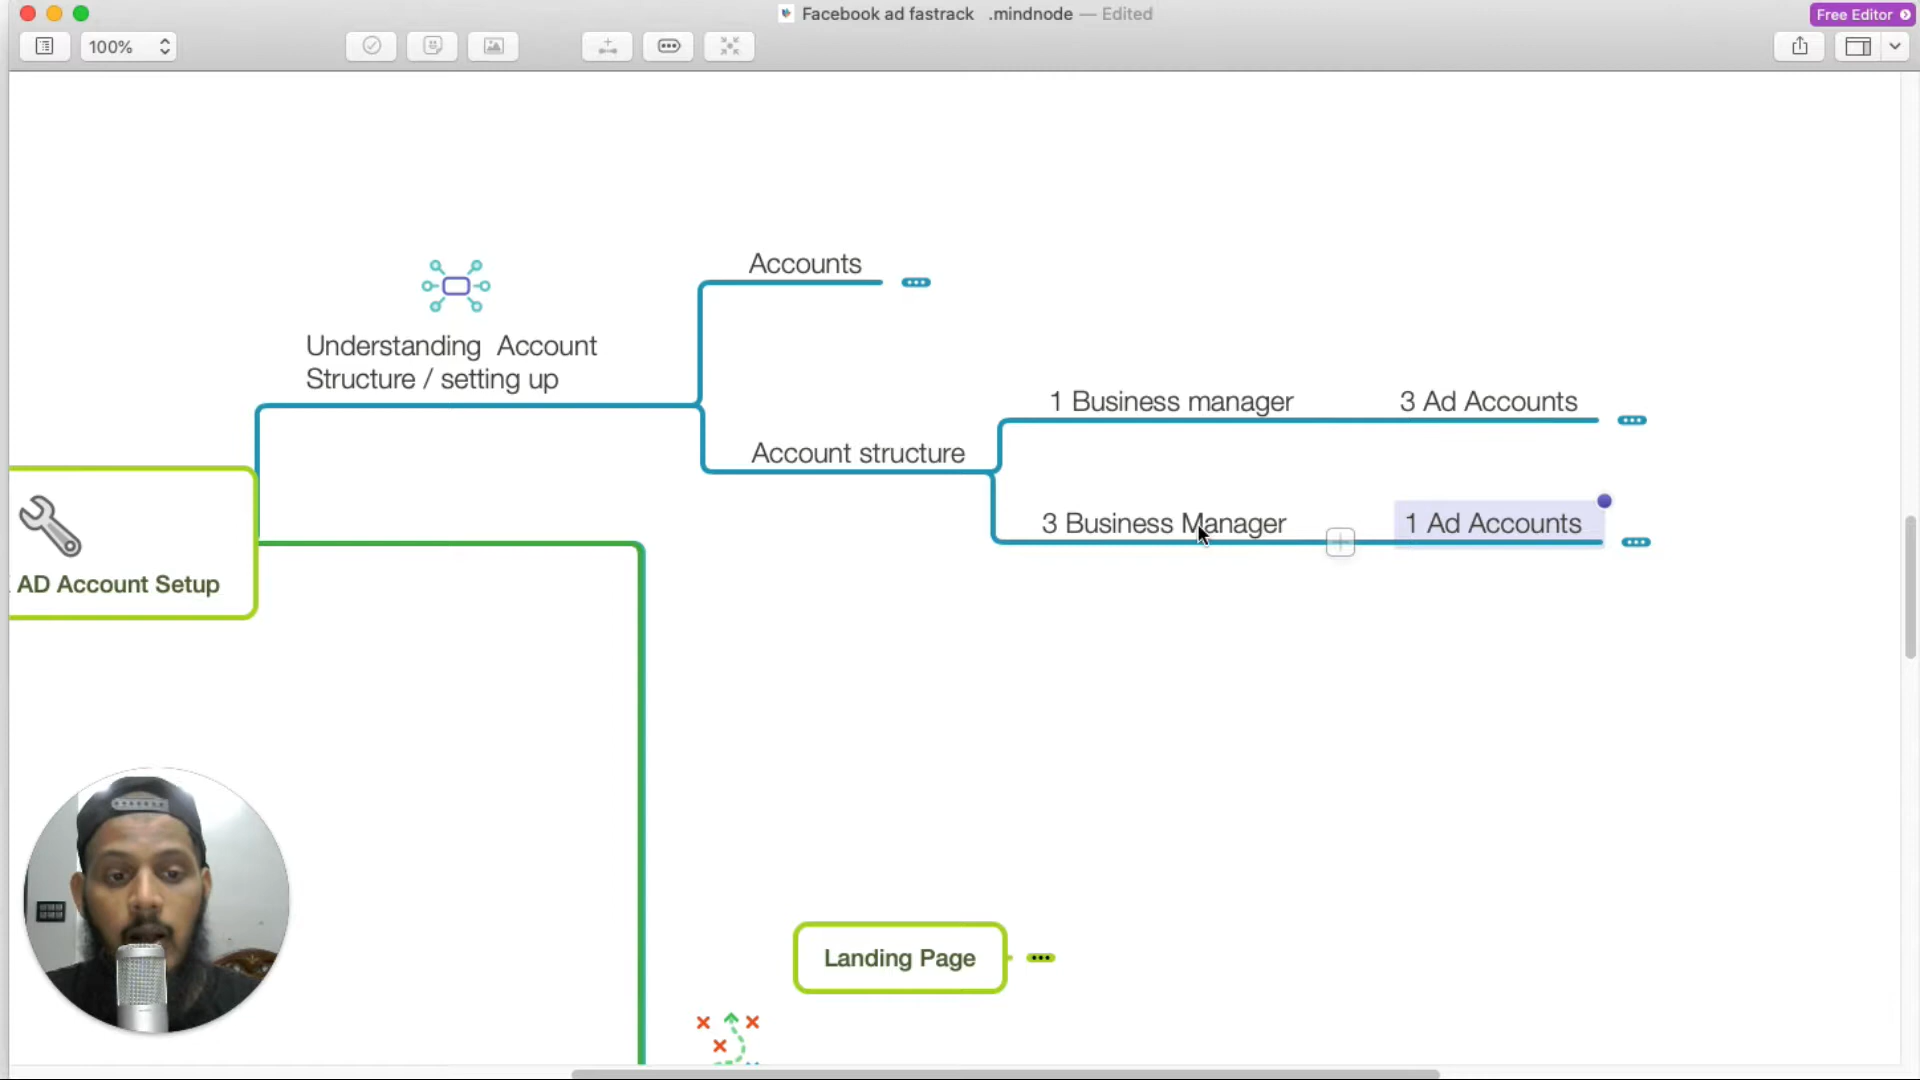 Facebook ad fastrack .mindnode — Edited
Free Editor
100%
Accounts
Understanding Account
Structure / setting up
1 Business manager
3 Ad Accounts
Account structure
3 Business Manager
1 Ad Accounts
AD Account Setup
Landing Page